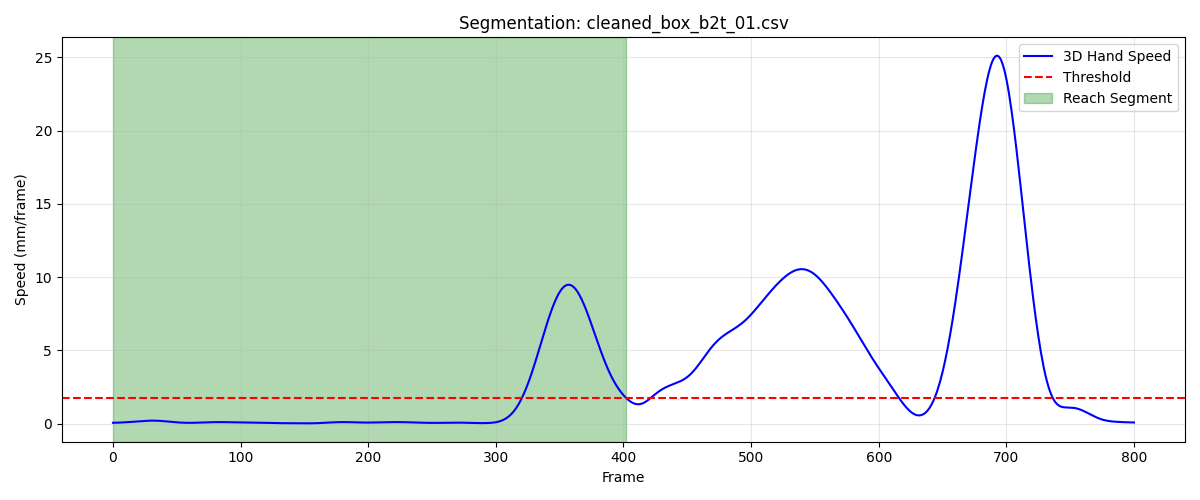 Segmentation: cleaned_box_b2t_01.csv
25
20
15
10
5
0
Speed (mm/frame)
3D Hand Speed
Threshold
Reach Segment
0 100 200 300 400 500 600 700 800
Frame